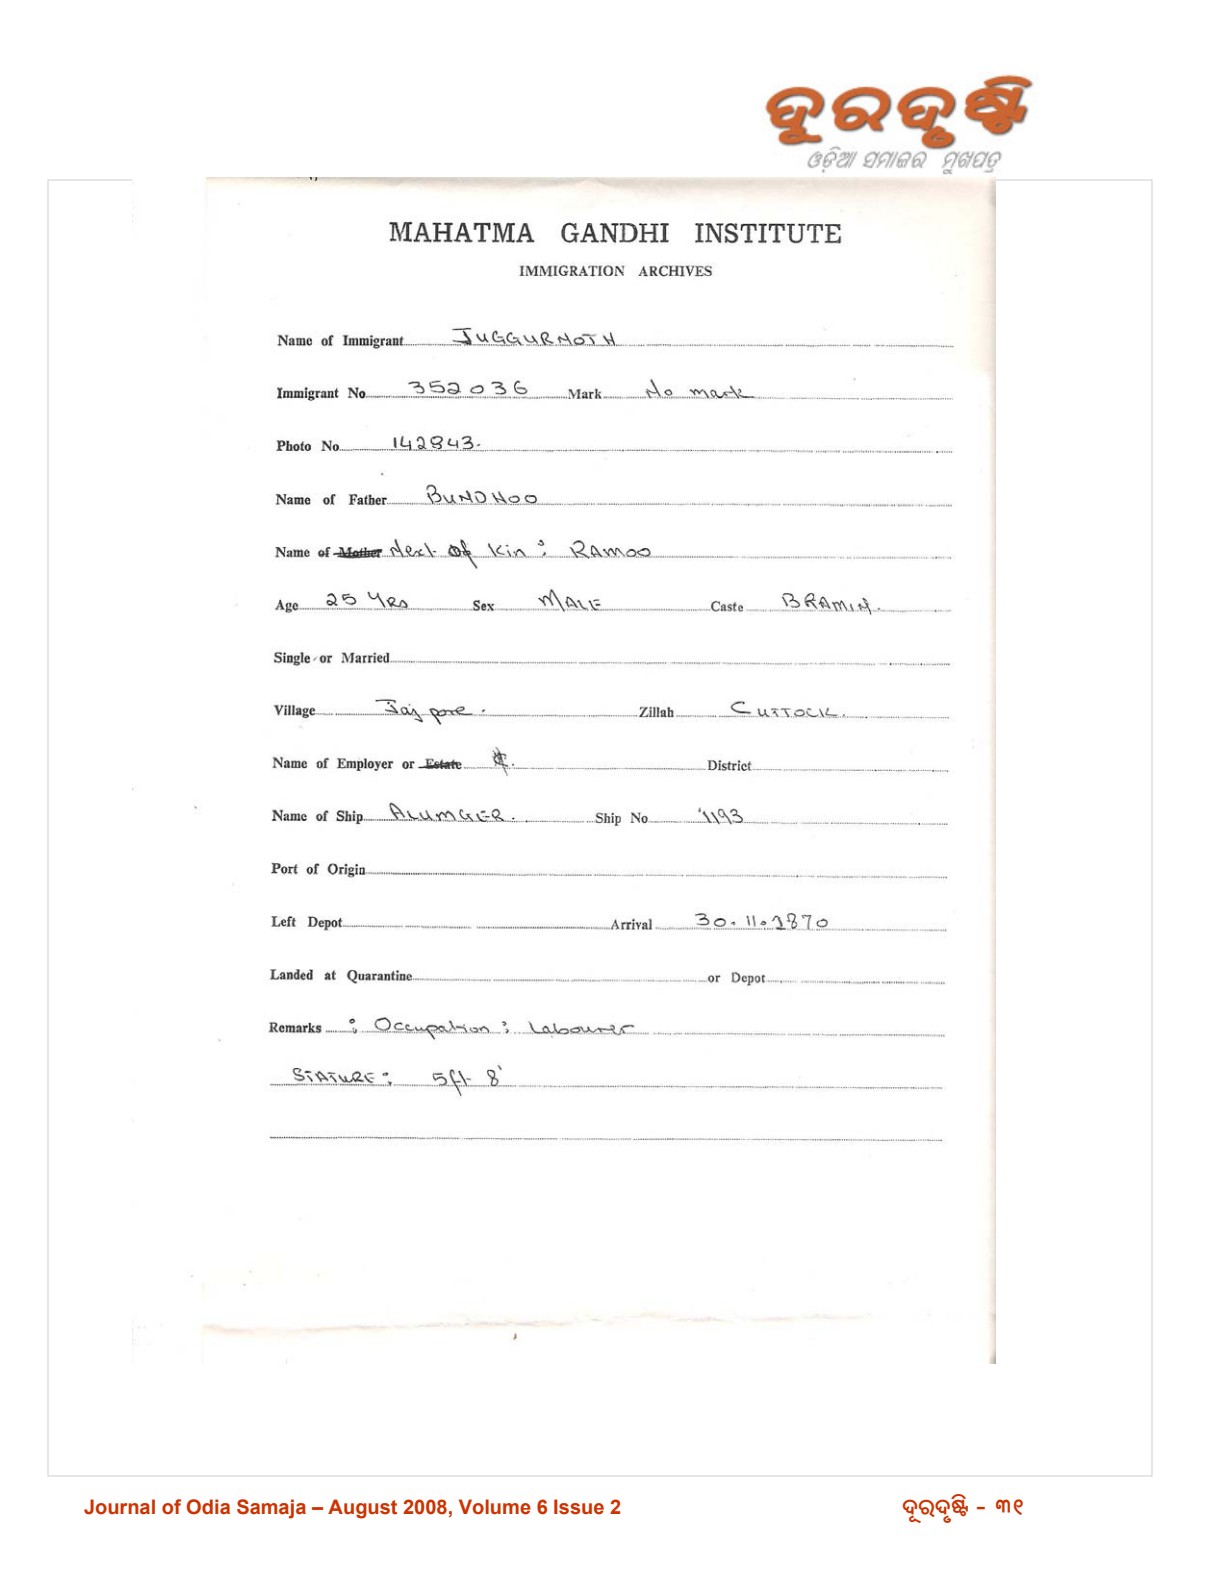 ଦୁରଦୃଷ୍ଟି
ଓଡ଼ିଆ ସମାଜର ମୁଖପତ୍ର
MAHATMA GANDHI INSTITUTE
IMMIGRATION ARCHIVES
Name of Immigrant JUGGURNOTH
Immigrant No 352036 Mark No mark
Photo No 142843.
Name of Father BUNDHOO
Name of Mother Next of Kin : RAMOO
Age 25 YRS Sex MALE Caste BRAMIN.
Single or Married
Village Jajpore. Zillah CUTTOCK.
Name of Employer or Estate District
Name of Ship ALUMGER. Ship No 1193
Port of Origin
Left Depot Arrival 30.11.1870
Landed at Quarantine or Depot
Remarks : Occupation : Labourer
STATURE : 5ft 8'
Journal of Odia Samaja – August 2008, Volume 6 Issue 2 ଦୂରଦୃଷ୍ଟି - ୩୧